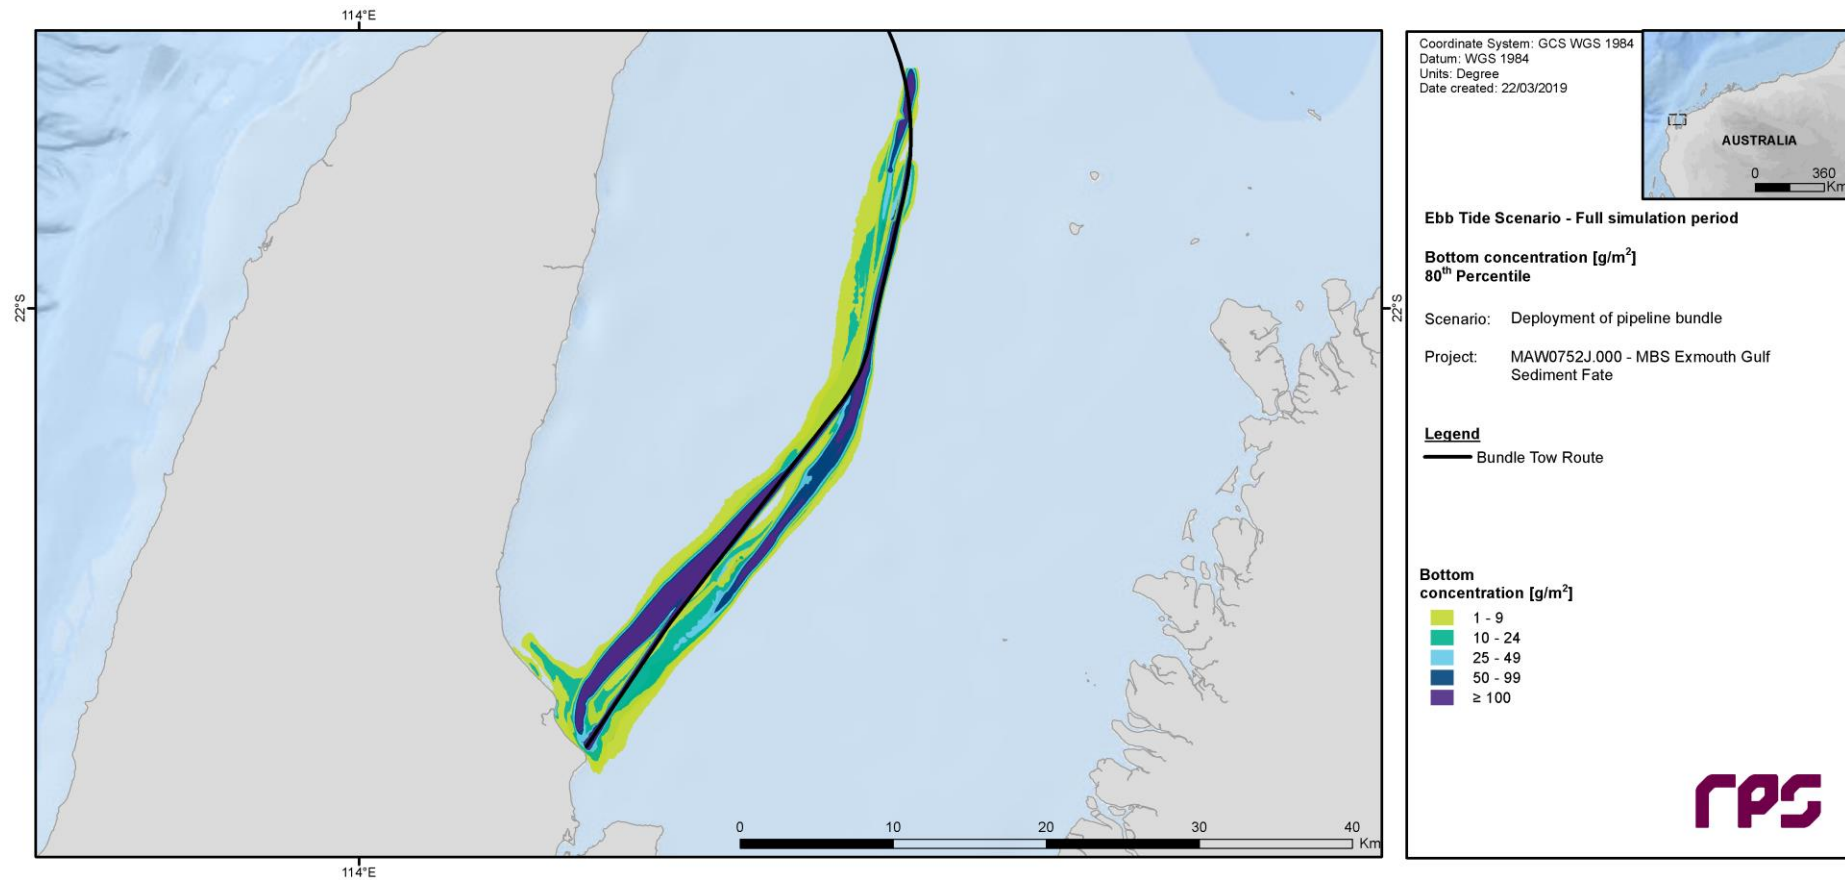 114°E
22°S
22°S
0 10 20 30 40
Km
114°E
Coordinate System: GCS WGS 1984
Datum: WGS 1984
Units: Degree
Date created: 22/03/2019
AUSTRALIA
0 360
Km
Ebb Tide Scenario - Full simulation period
Bottom concentration [g/m²]
80th Percentile
Scenario: Deployment of pipeline bundle
Project: MAW0752J.000 - MBS Exmouth Gulf
Sediment Fate
Legend
Bundle Tow Route
Bottom
concentration [g/m²]
1 - 9
10 - 24
25 - 49
50 - 99
≥ 100
rps